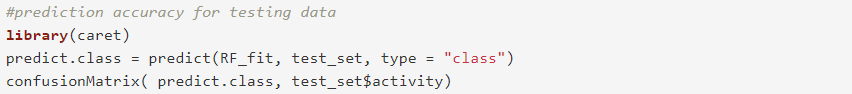 #prediction accuracy for testing data
library(caret)
predict.class = predict(RF_fit, test_set, type = "class")
confusionMatrix( predict.class, test_set$activity)